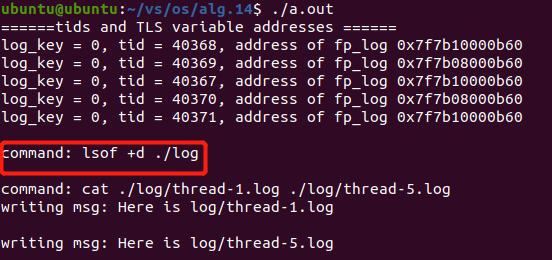 ubuntu@ubuntu:~/vs/os/alg.14$ ./a.out
======tids and TLS variable addresses ======
log_key = 0, tid = 40368, address of fp_log 0x7f7b10000b60
log_key = 0, tid = 40369, address of fp_log 0x7f7b08000b60
log_key = 0, tid = 40367, address of fp_log 0x7f7b10000b60
log_key = 0, tid = 40370, address of fp_log 0x7f7b08000b60
log_key = 0, tid = 40371, address of fp_log 0x7f7b10000b60
command: lsof +d ./log
command: cat ./log/thread-1.log ./log/thread-5.log
writing msg: Here is log/thread-1.log
writing msg: Here is log/thread-5.log